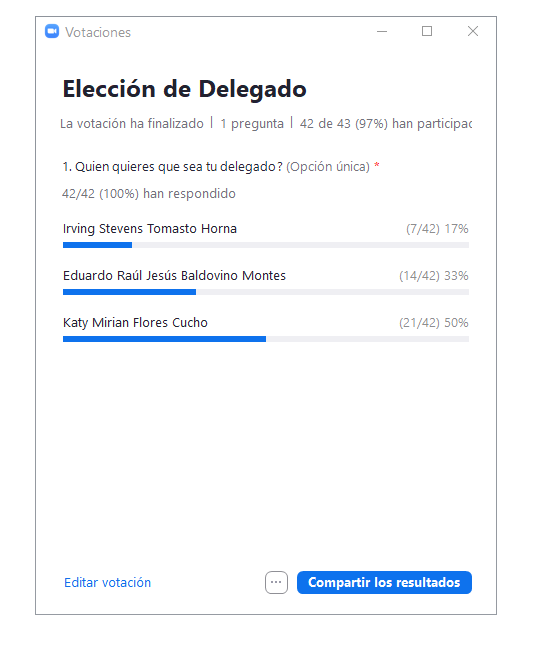 Votaciones
Elección de Delegado
La votación ha finalizado | 1 pregunta | 42 de 43 (97%) han participac
1. Quien quieres que sea tu delegado? (Opción única) *
42/42 (100%) han respondido
Irving Stevens Tomasto Horna (7/42) 17%
Eduardo Raúl Jesús Baldovino Montes (14/42) 33%
Katy Mirian Flores Cucho (21/42) 50%
Editar votación ... Compartir los resultados